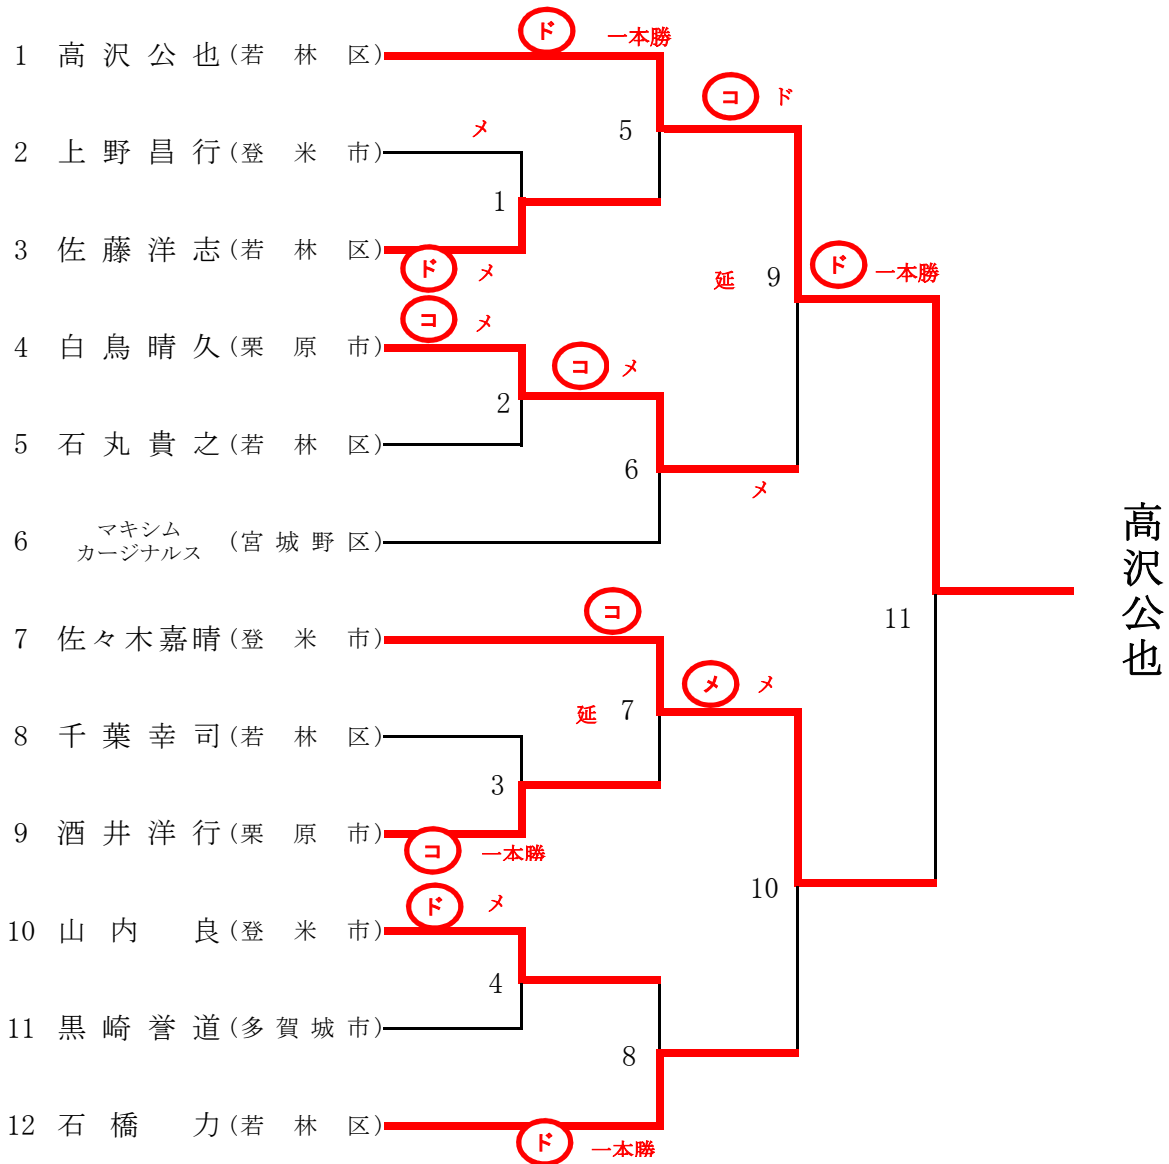 ド 一本勝
1 高沢公也(若林区)
コ ド
5
メ
2 上野昌行(登米市)
1
3 佐藤洋志(若林区)
ド メ
ド 一本勝
延 9
コ メ
4 白鳥晴久(栗原市)
コ メ
2
5 石丸貴之(若林区)
6
メ
6 マキシム
カージナルス (宮城野区)
高沢公也
コ
11
7 佐々木嘉晴(登米市)
メ メ
延 7
8 千葉幸司(若林区)
3
9 酒井洋行(栗原市)
コ 一本勝
10
ド メ
10 山内良(登米市)
4
11 黒崎誉道(多賀城市)
8
12 石橋力(若林区)
ド 一本勝